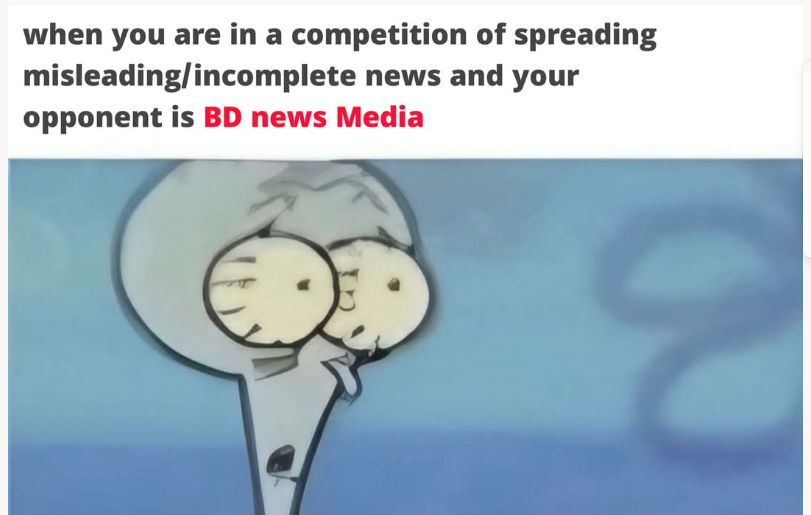 when you are in a competition of spreading
misleading/incomplete news and your
opponent is BD news Media